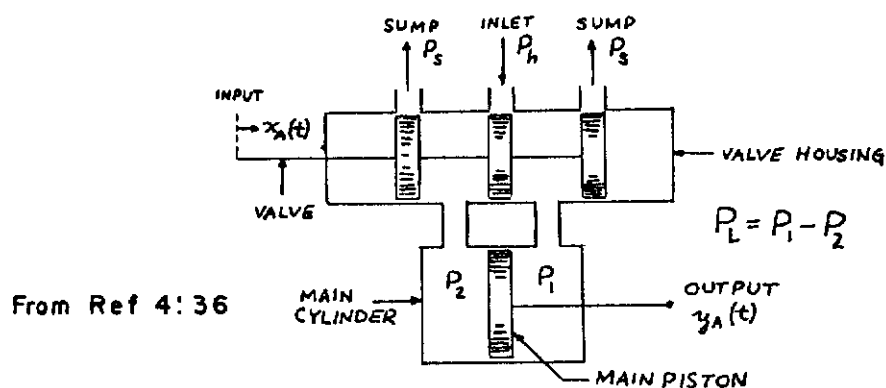 SUMP INLET SUMP
P_s P_h P_s
INPUT
x_A(t)
VALVE HOUSING
VALVE
P_L = P_1 - P_2
P_2 P_1
From Ref 4:36
MAIN
CYLINDER
OUTPUT
y_A(t)
MAIN PISTON